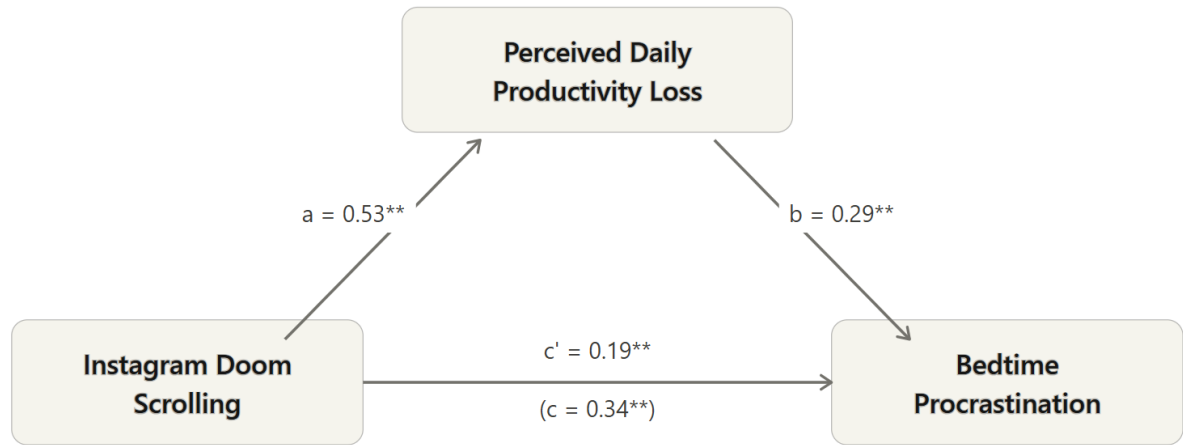 Perceived Daily
Productivity Loss
a = 0.53**
b = 0.29**
Instagram Doom
Scrolling
c' = 0.19**
(c = 0.34**)
Bedtime
Procrastination